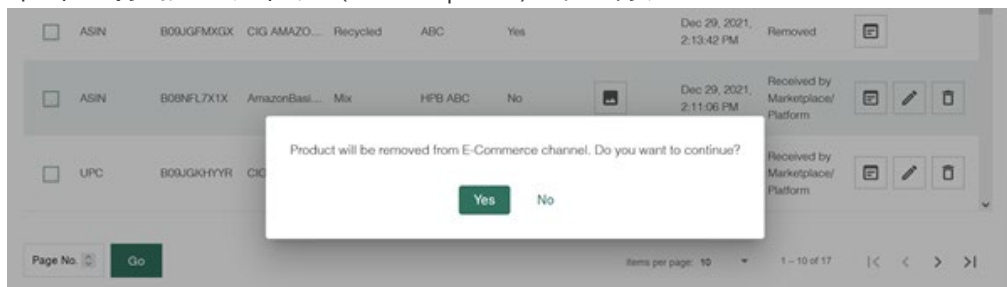 ASIN B09JGFMXGX CIG AMAZO... Recycled ABC Yes Dec 29, 2021, 2:13:42 PM Removed
ASIN B08NFL7X1X AmazonBasi... Mix HPB ABC No Dec 29, 2021, 2:11:06 PM Received by Marketplace/ Platform
Product will be removed from E-Commerce channel. Do you want to continue?
UPC B09JGKHYYR CIG Received by Marketplace/ Platform
Yes No
Page No. Go Items per page: 10 1 – 10 of 17